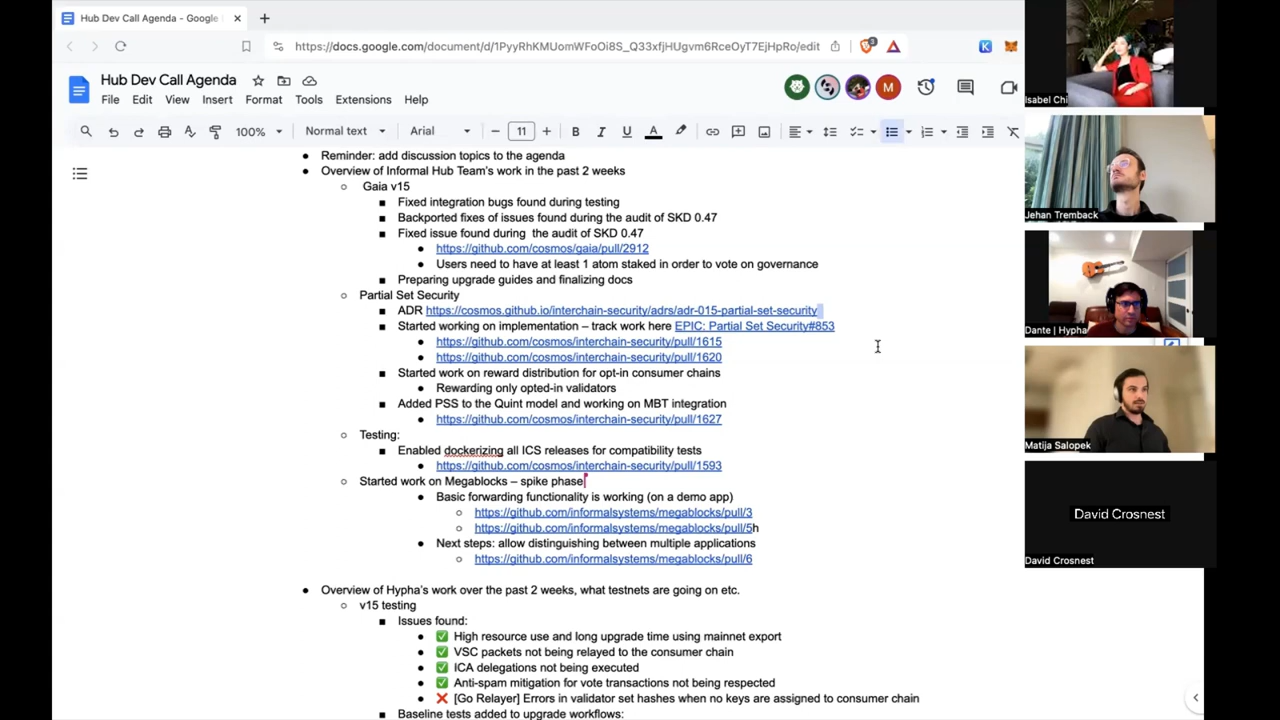 Hub Dev Call Agenda - Google
https://docs.google.com/document/d/1PyyRhKMUomWFoOi8S_Q33xfjHUgvm6RceOyT7EjHpRo/edit
Hub Dev Call Agenda
File Edit View Insert Format Tools Extensions Help
M
100% Normal text Arial 11
Reminder: add discussion topics to the agenda
Overview of Informal Hub Team's work in the past 2 weeks
Gaia v15
Fixed integration bugs found during testing
Backported fixes of issues found during the audit of SKD 0.47
Fixed issue found during the audit of SKD 0.47
https://github.com/cosmos/gaia/pull/2912
Users need to have at least 1 atom staked in order to vote on governance
Preparing upgrade guides and finalizing docs
Partial Set Security
ADR https://cosmos.github.io/interchain-security/adrs/adr-015-partial-set-security
Started working on implementation – track work here EPIC: Partial Set Security#853
https://github.com/cosmos/interchain-security/pull/1615
https://github.com/cosmos/interchain-security/pull/1620
Started work on reward distribution for opt-in consumer chains
Rewarding only opted-in validators
Added PSS to the Quint model and working on MBT integration
https://github.com/cosmos/interchain-security/pull/1627
Testing:
Enabled dockerizing all ICS releases for compatibility tests
https://github.com/cosmos/interchain-security/pull/1593
Started work on Megablocks – spike phase
Basic forwarding functionality is working (on a demo app)
https://github.com/informalsystems/megablocks/pull/3
https://github.com/informalsystems/megablocks/pull/5h
Next steps: allow distinguishing between multiple applications
https://github.com/informalsystems/megablocks/pull/6
Overview of Hypha's work over the past 2 weeks, what testnets are going on etc.
v15 testing
Issues found:
✅ High resource use and long upgrade time using mainnet export
✅ VSC packets not being relayed to the consumer chain
✅ ICA delegations not being executed
✅ Anti-spam mitigation for vote transactions not being respected
❌ [Go Relayer] Errors in validator set hashes when no keys are assigned to consumer chain
Baseline tests added to upgrade workflows:
Isabel Chi
Jehan Tremback
Dante | Hypha
Matija Salopek
David Crosnest
David Crosnest